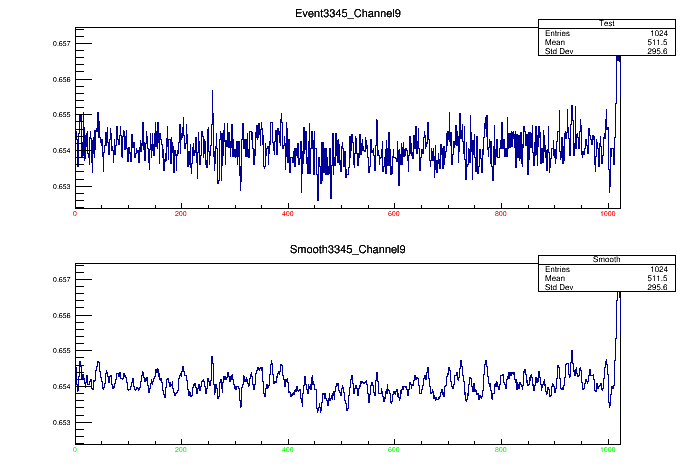 Event3345_Channel9
Test
Entries 1024
Mean 511.5
Std Dev 295.6
0.657
0.656
0.655
0.654
0.653
0 200 400 600 800 1000
Smooth3345_Channel9
Smooth
Entries 1024
Mean 511.5
Std Dev 295.6
0.657
0.656
0.655
0.654
0.653
0 200 400 600 800 1000